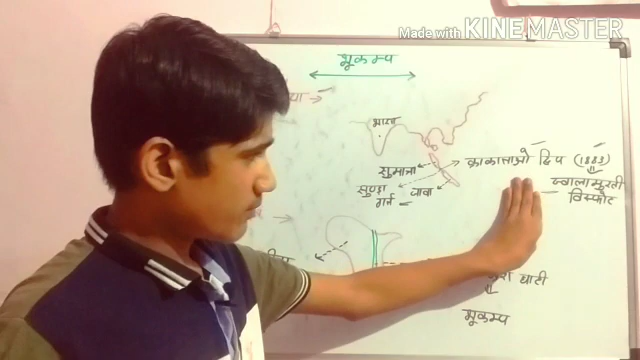 Made with KINEMASTER
भूकम्प
भारत
सुमात्रा
क्राकाताओ द्विप (1883)
ज्वालामुखी
विस्फोट
सुण्डा
गर्त
जावा
घाटी
भूकम्प